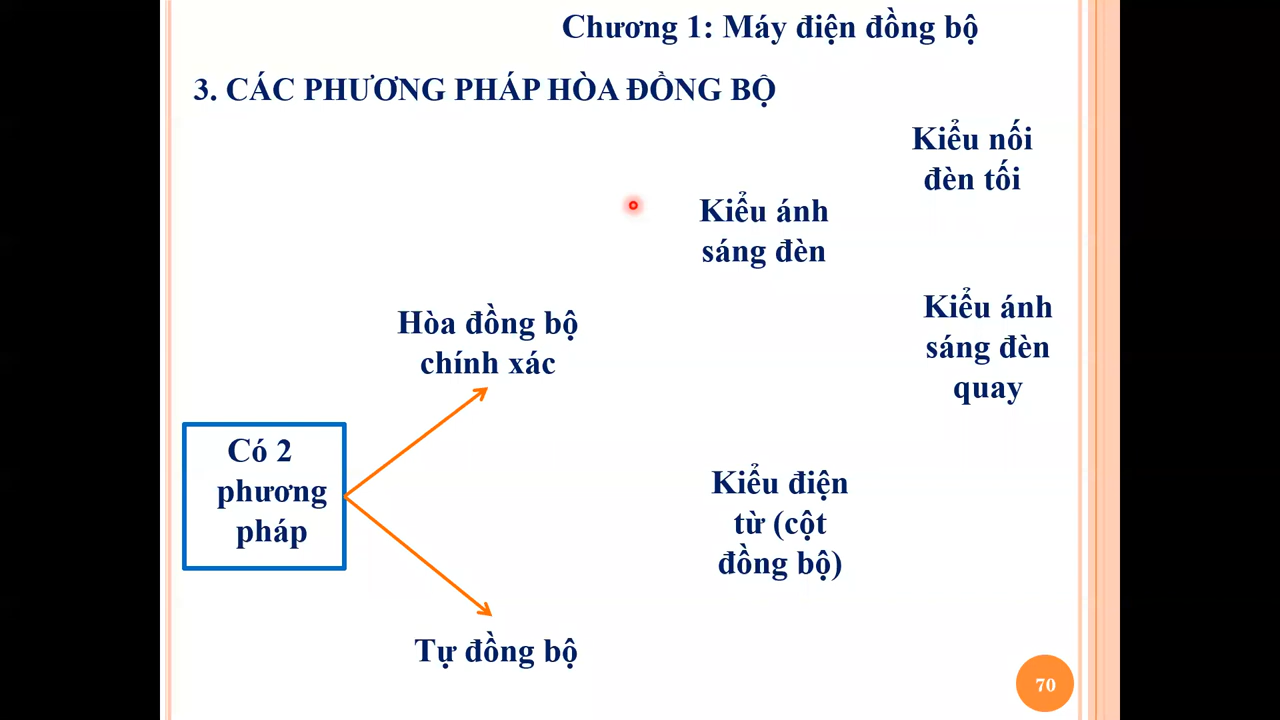 Chương 1: Máy điện đồng bộ
3. CÁC PHƯƠNG PHÁP HÒA ĐỒNG BỘ
Kiểu nối
đèn tối
Kiểu ánh
sáng đèn
Kiểu ánh
sáng đèn
quay
Hòa đồng bộ
chính xác
Có 2
phương
pháp
Kiểu điện
từ (cột
đồng bộ)
Tự đồng bộ
70